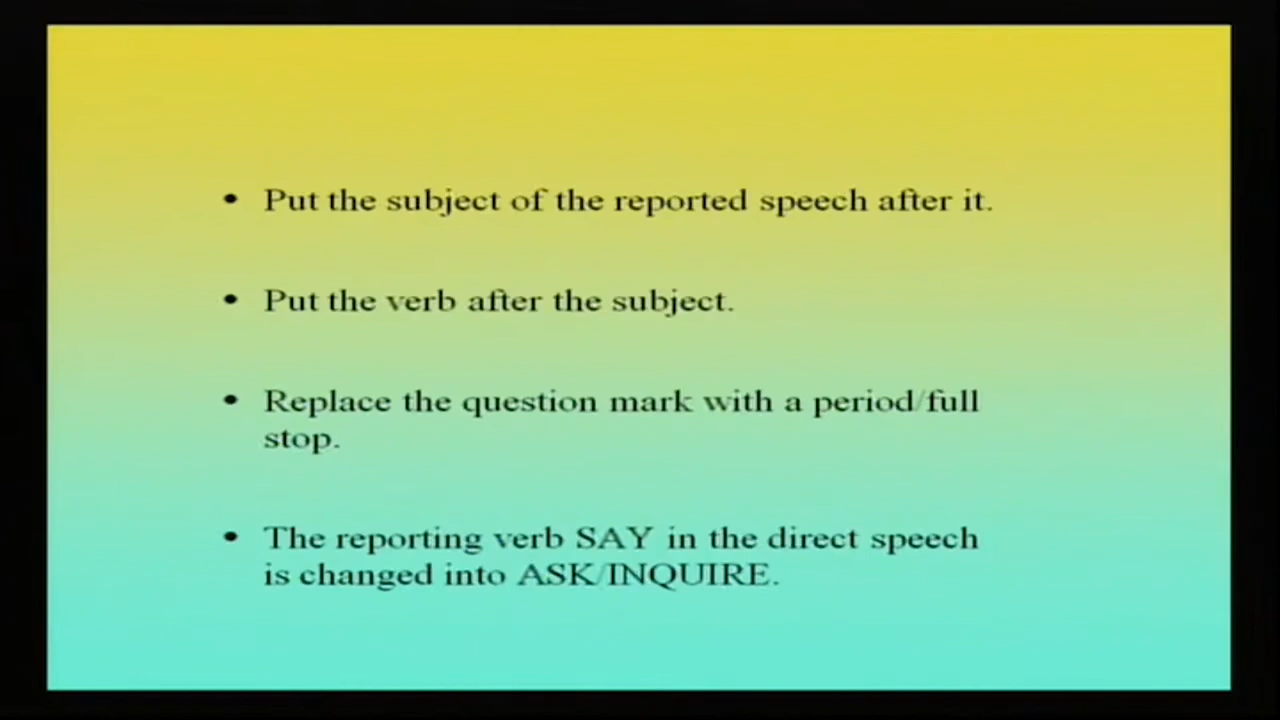 • Put the subject of the reported speech after it.
• Put the verb after the subject.
• Replace the question mark with a period/full
stop.
• The reporting verb SAY in the direct speech
is changed into ASK/INQUIRE.